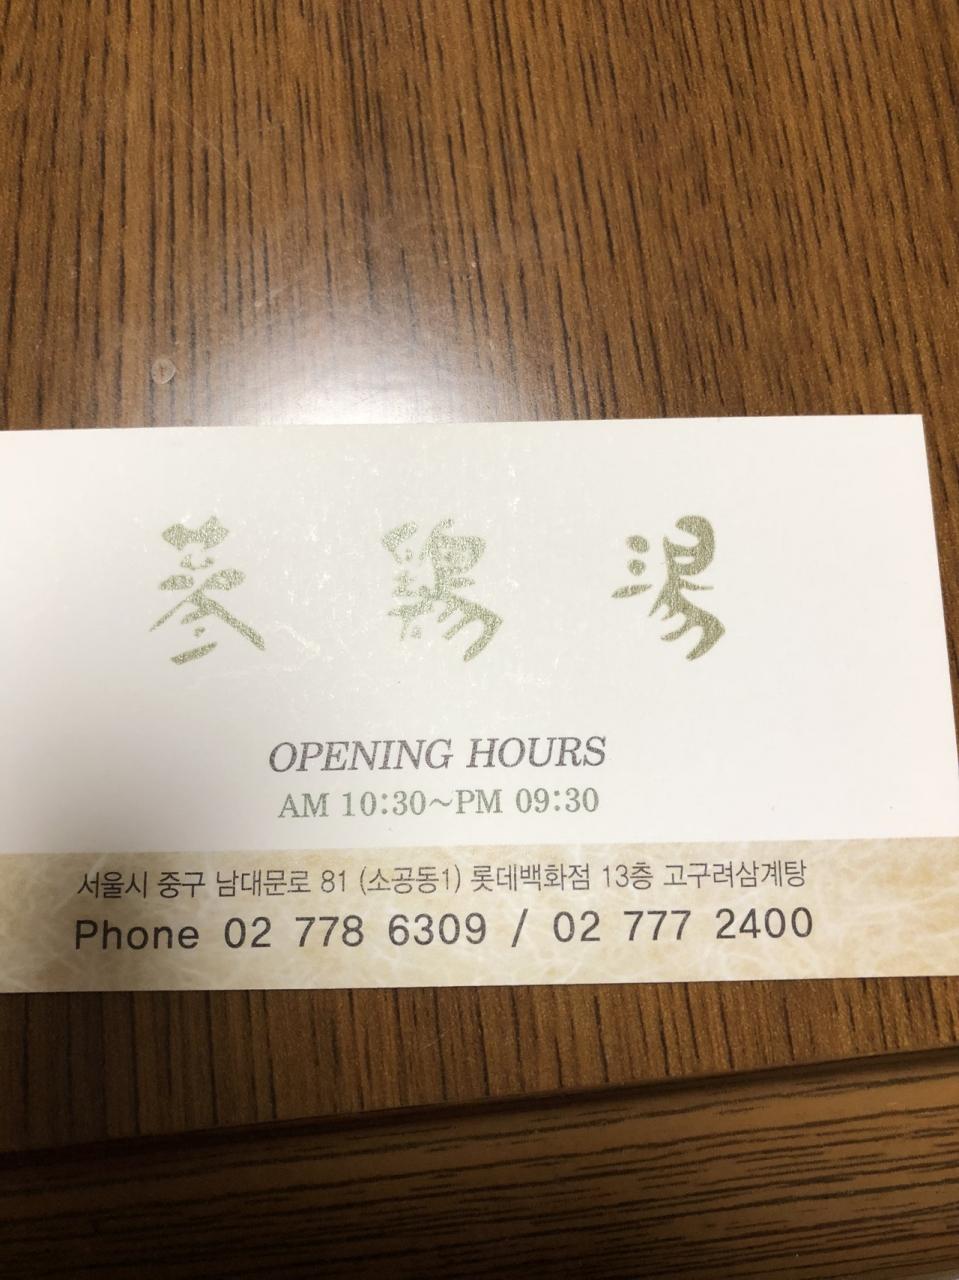 蔘鷄湯
OPENING HOURS
AM 10:30~PM 09:30
서울시 중구 남대문로 81 (소공동1) 롯데백화점 13층 고구려삼계탕
Phone 02 778 6309 / 02 777 2400